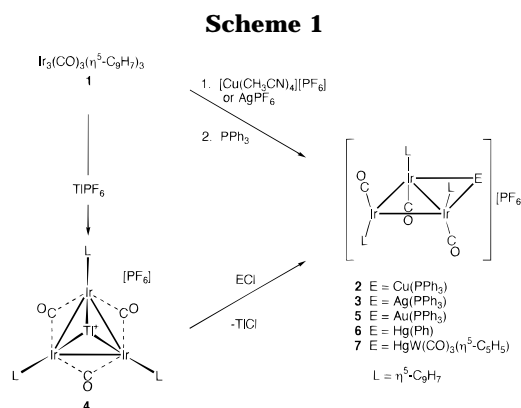 Scheme 1
Ir3(CO)3(η5-C9H7)3
1
1. [Cu(CH3CN)4][PF6]
or AgPF6
2. PPh3
TlPF6
L
O
C
Ir
E
L
[PF6
Ir
Ir
C
O
L
C
O
L
[PF6]
Ir
CO
CO
Tl+
Ir
Ir
L
C
O
L
4
ECl
-TlCl
2 E = Cu(PPh3)
3 E = Ag(PPh3)
5 E = Au(PPh3)
6 E = Hg(Ph)
7 E = HgW(CO)3(η5-C5H5)
L = η5-C9H7